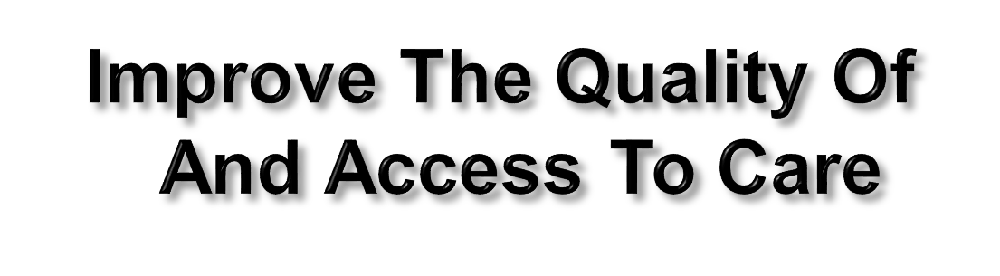 Improve The Quality Of
And Access To Care